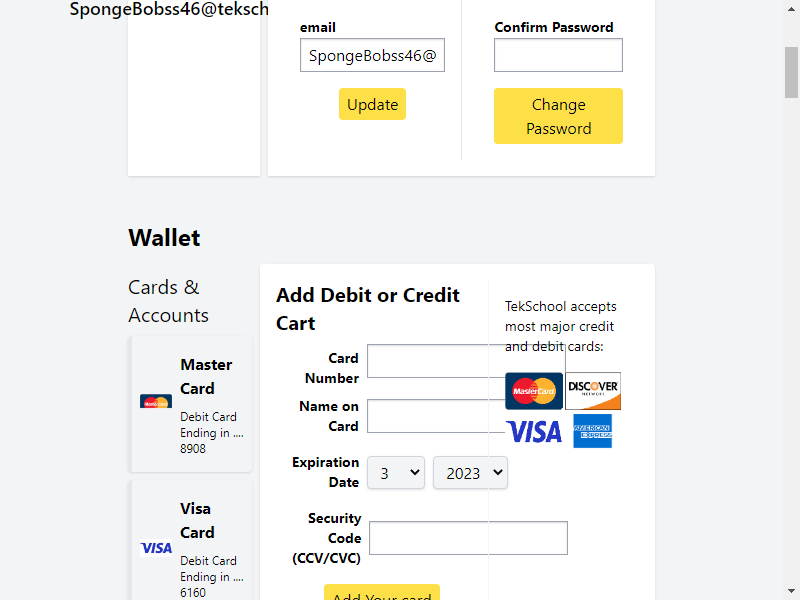 SpongeBobss46@teksch
email
SpongeBobss46@
Update
Confirm Password
Change
Password
Wallet
Cards &
Accounts
Master
Card
Debit Card
Ending in ....
8908
Visa
Card
Debit Card
Ending in ....
6160
Add Debit or Credit
Cart
Card
Number
Name on
Card
Expiration
Date
3
2023
Security
Code
(CCV/CVC)
Add Your card
TekSchool accepts
most major credit
and debit cards:
MasterCard
DISCOVER
NETWORK
VISA
AMERICAN
EXPRESS
MasterCard
VISA